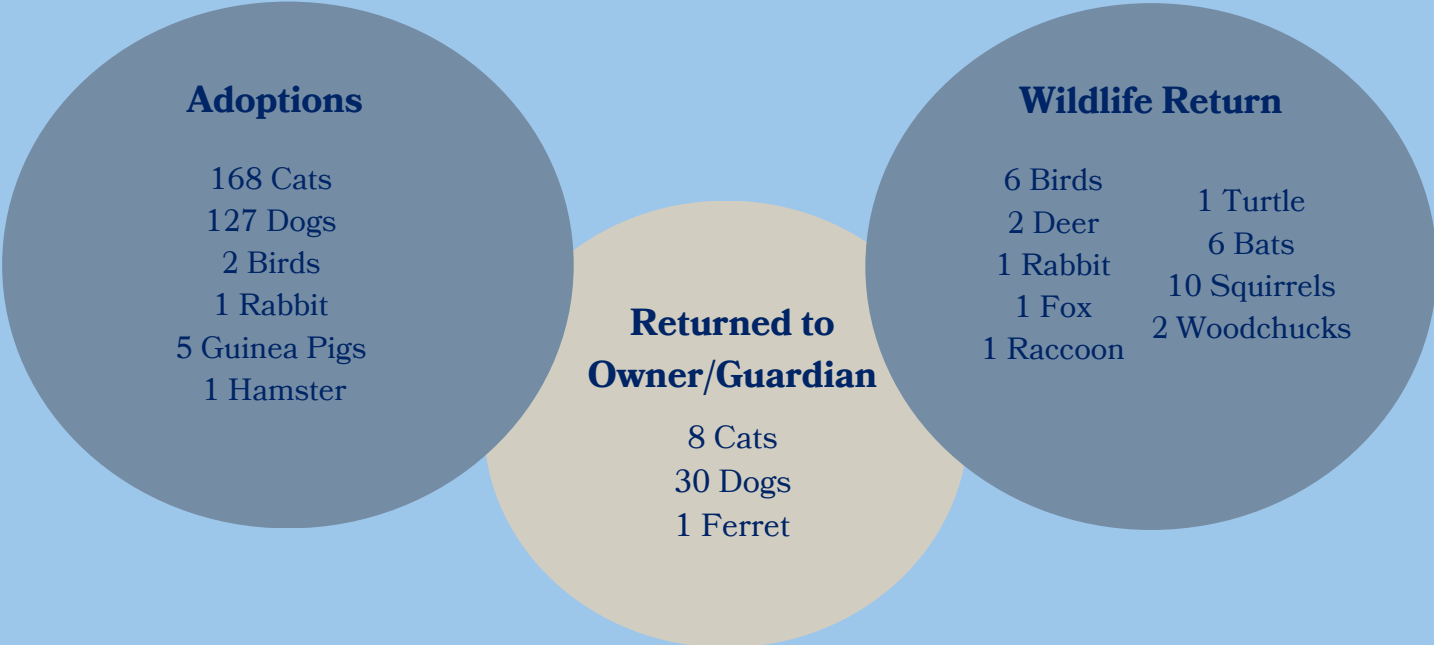 Adoptions
168 Cats
127 Dogs
2 Birds
1 Rabbit
5 Guinea Pigs
1 Hamster
Returned to
Owner/Guardian
8 Cats
30 Dogs
1 Ferret
Wildlife Return
6 Birds
2 Deer
1 Rabbit
1 Fox
1 Raccoon
1 Turtle
6 Bats
10 Squirrels
2 Woodchucks